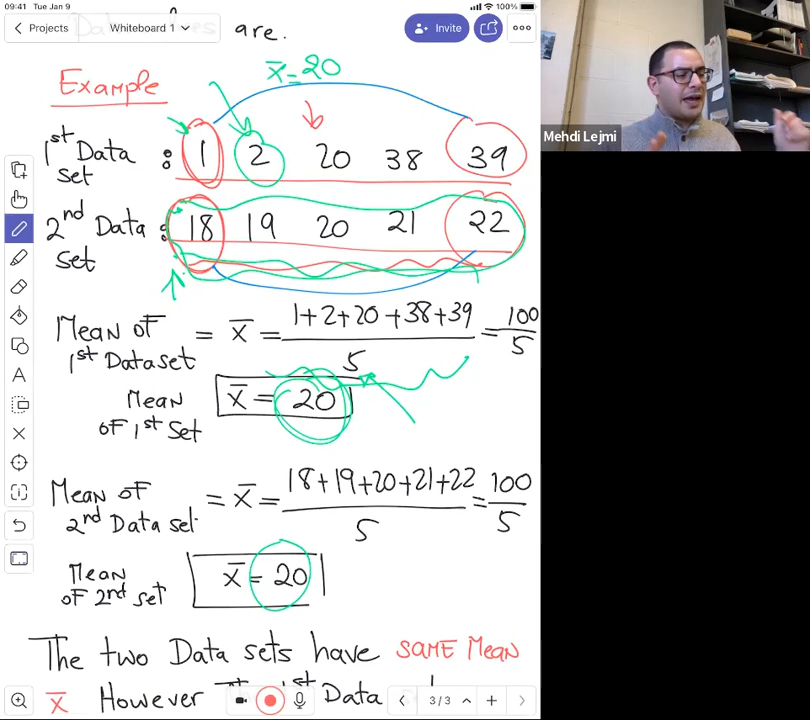 09:41 Tue Jan 9
100%
Projects
Whiteboard 1
Invite
are.
Example
x̄ = 20
1st Data set : 1 2 20 38 39
2nd Data set : 18 19 20 21 22
Mean of 1st Dataset = x̄ = 1+2+20+38+39 / 5 = 100 / 5
Mean of 1st Set x̄ = 20
Mean of 2nd Data set = x̄ = 18+19+20+21+22 / 5 = 100 / 5
Mean of 2nd set x̄ = 20
The two Data sets have SAME Mean
x̄ However Data
3/3
Mehdi Lejmi